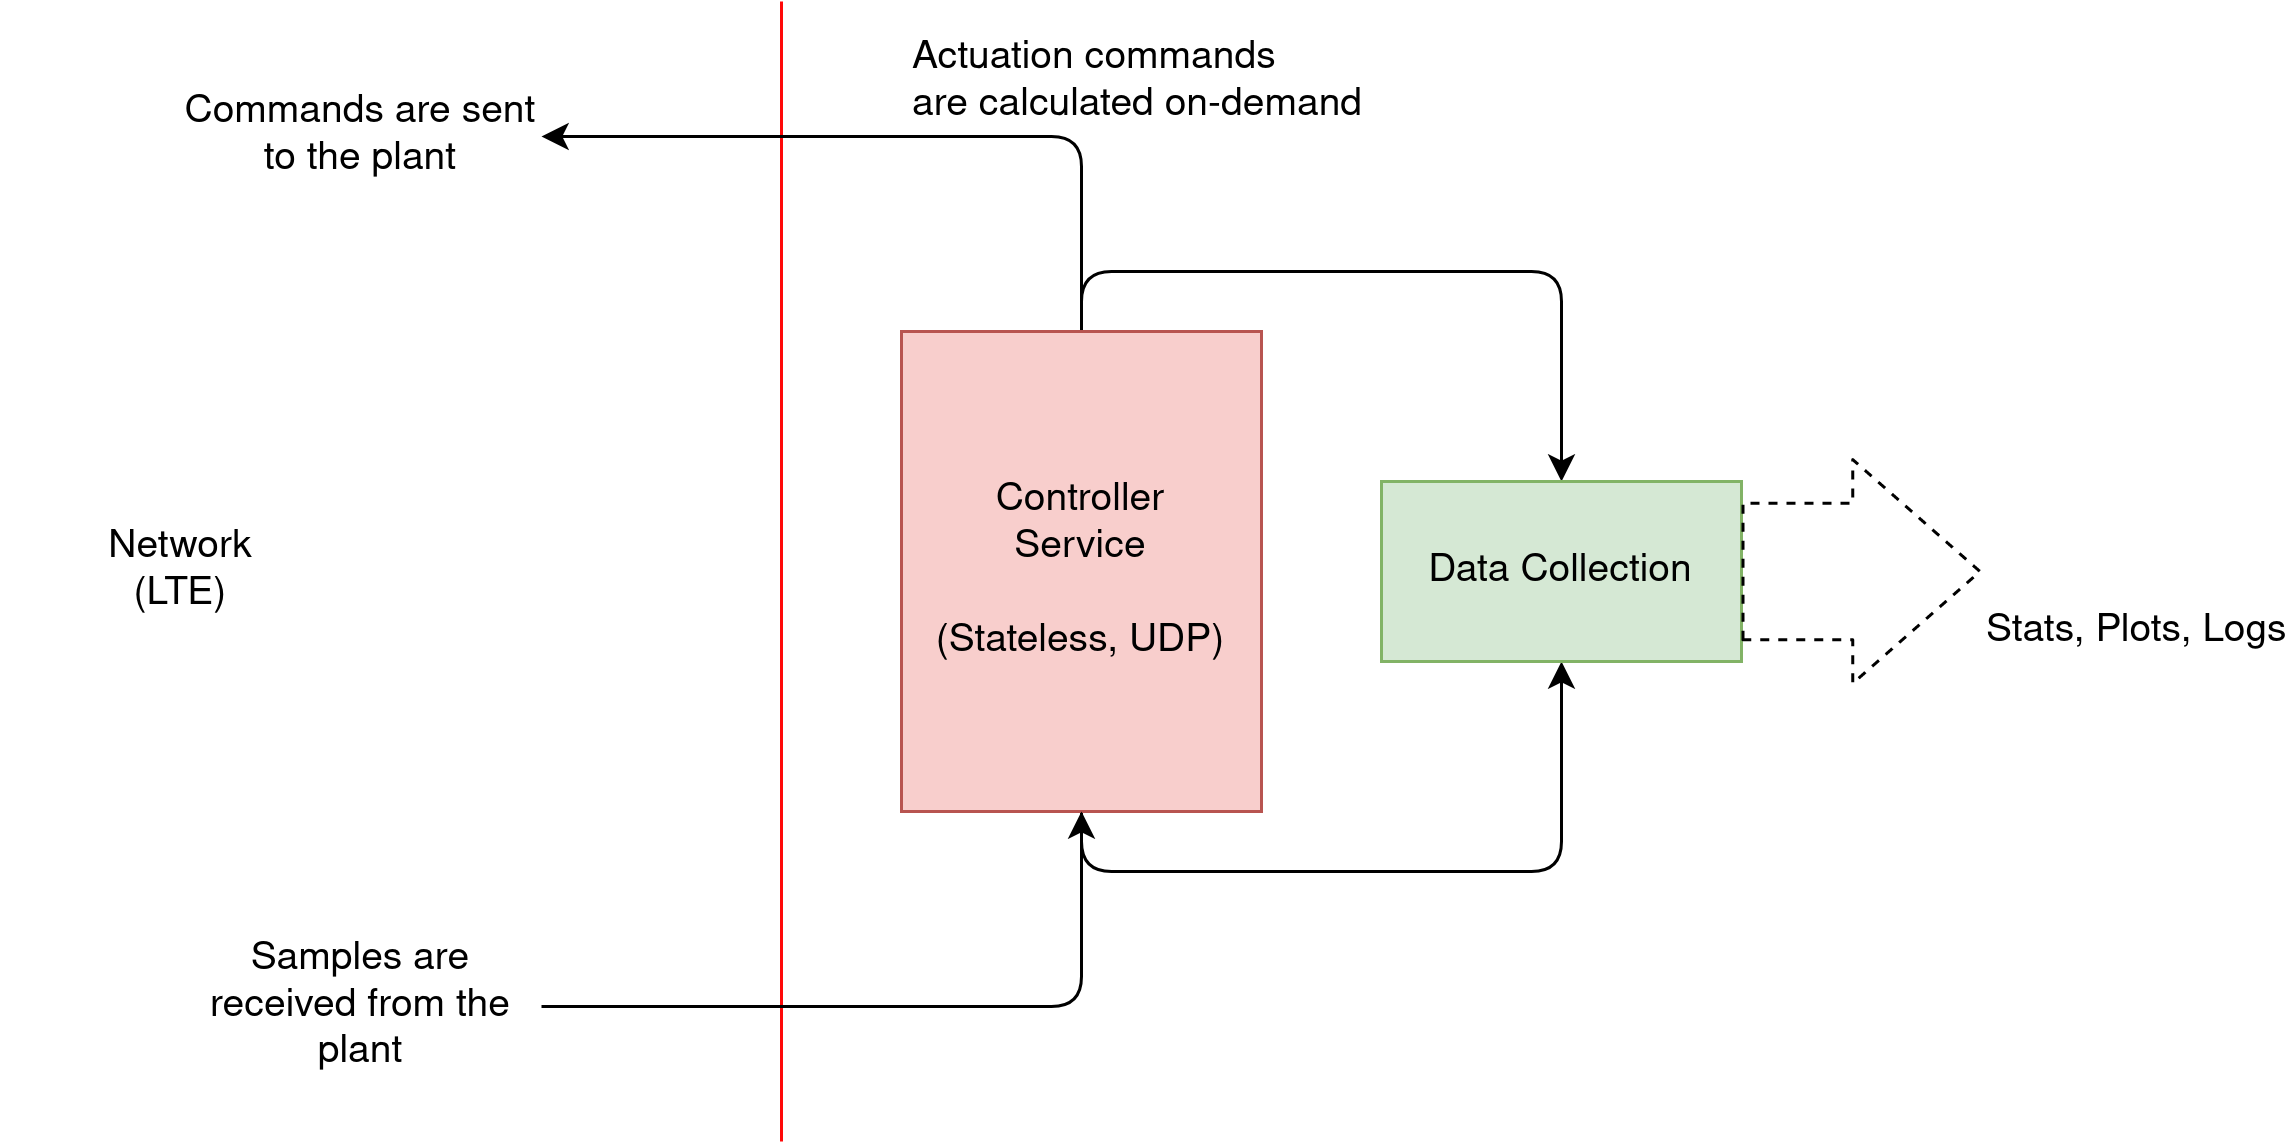 Actuation commands
are calculated on-demand
Commands are sent
to the plant
Controller
Service
(Stateless, UDP)
Network
(LTE)
Data Collection
Stats, Plots, Logs
Samples are
received from the
plant